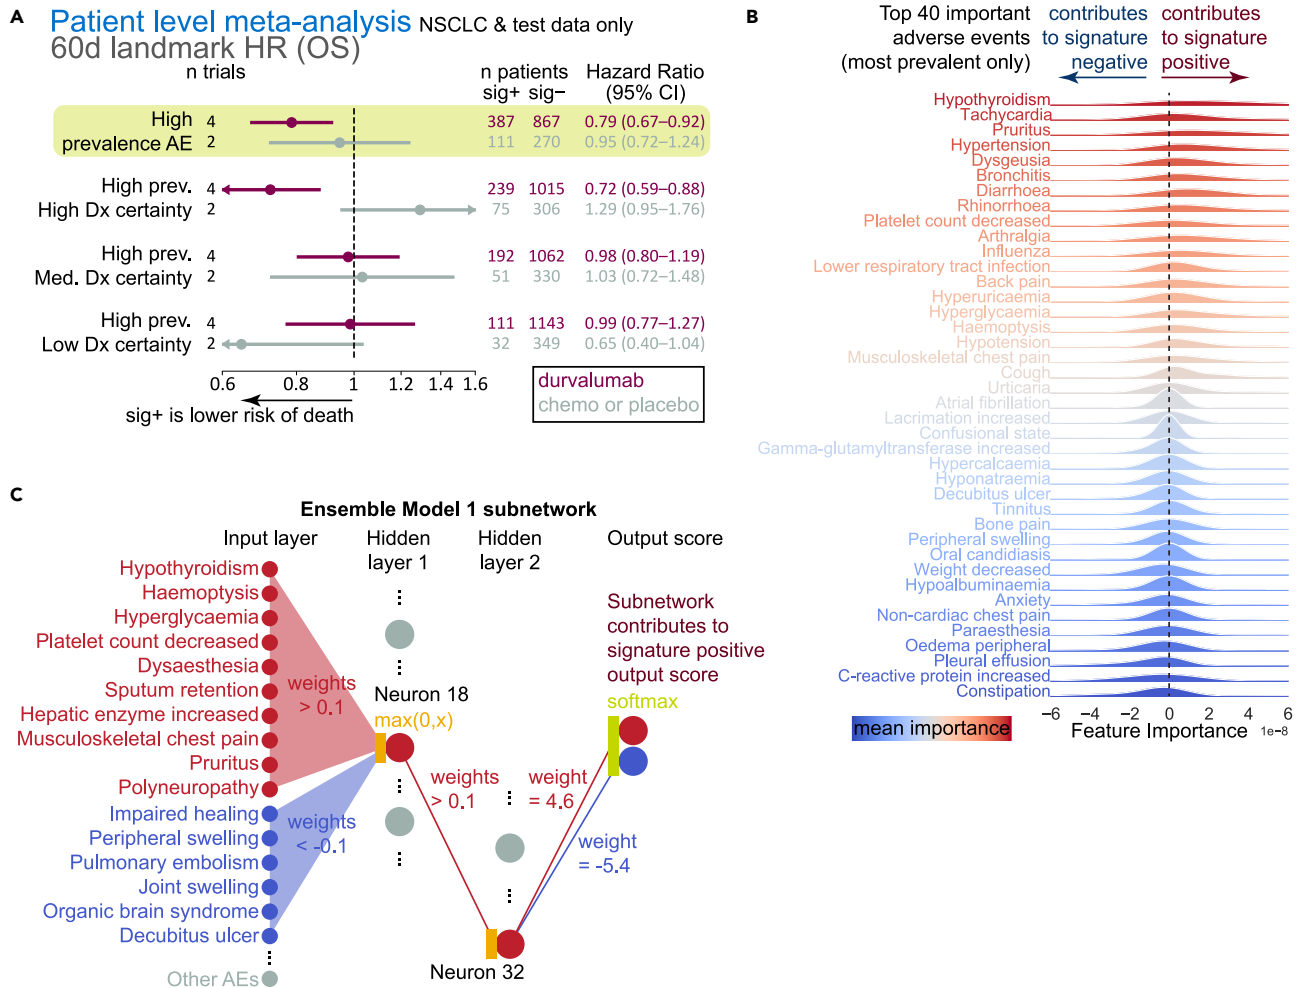 A
Patient level meta-analysis NSCLC & test data only
60d landmark HR (OS)
n trials
n patients
sig+ sig−
Hazard Ratio
(95% CI)
High
prevalence AE
4
387 867 0.79 (0.67–0.92)
2
111 270 0.95 (0.72–1.24)
High prev.
High Dx certainty
4
239 1015 0.72 (0.59–0.88)
2
75 306 1.29 (0.95–1.76)
High prev.
Med. Dx certainty
4
192 1062 0.98 (0.80–1.19)
2
51 330 1.03 (0.72–1.48)
High prev.
Low Dx certainty
4
111 1143 0.99 (0.77–1.27)
2
32 349 0.65 (0.40–1.04)
0.6 0.8 1 1.2 1.4 1.6
sig+ is lower risk of death
durvalumab
chemo or placebo
B
Top 40 important
adverse events
(most prevalent only)
contributes
to signature
negative
contributes
to signature
positive
Hypothyroidism
Tachycardia
Pruritus
Hypertension
Dysgeusia
Bronchitis
Diarrhoea
Rhinorrhoea
Platelet count decreased
Arthralgia
Influenza
Lower respiratory tract infection
Back pain
Hyperuricaemia
Hyperglycaemia
Haemoptysis
Hypotension
Musculoskeletal chest pain
Cough
Urticaria
Atrial fibrillation
Lacrimation increased
Confusional state
Gamma-glutamyltransferase increased
Hypercalcaemia
Hyponatraemia
Decubitus ulcer
Tinnitus
Bone pain
Peripheral swelling
Oral candidiasis
Weight decreased
Hypoalbuminaemia
Anxiety
Non-cardiac chest pain
Paraesthesia
Oedema peripheral
Pleural effusion
C-reactive protein increased
Constipation
−6 −4 −2 0 2 4 6
Feature Importance 1e−8
mean importance
C
Ensemble Model 1 subnetwork
Input layer
Hidden
layer 1
Hidden
layer 2
Output score
Hypothyroidism
Haemoptysis
Hyperglycaemia
Platelet count decreased
Dysaesthesia
Sputum retention
Hepatic enzyme increased
Musculoskeletal chest pain
Pruritus
Polyneuropathy
Impaired healing
Peripheral swelling
Pulmonary embolism
Joint swelling
Organic brain syndrome
Decubitus ulcer
Other AEs
weights
> 0.1
weights
< -0.1
Neuron 18
max(0,x)
weights
> 0.1
Neuron 32
weight
= 4.6
weight
= -5.4
Subnetwork
contributes to
signature positive
output score
softmax